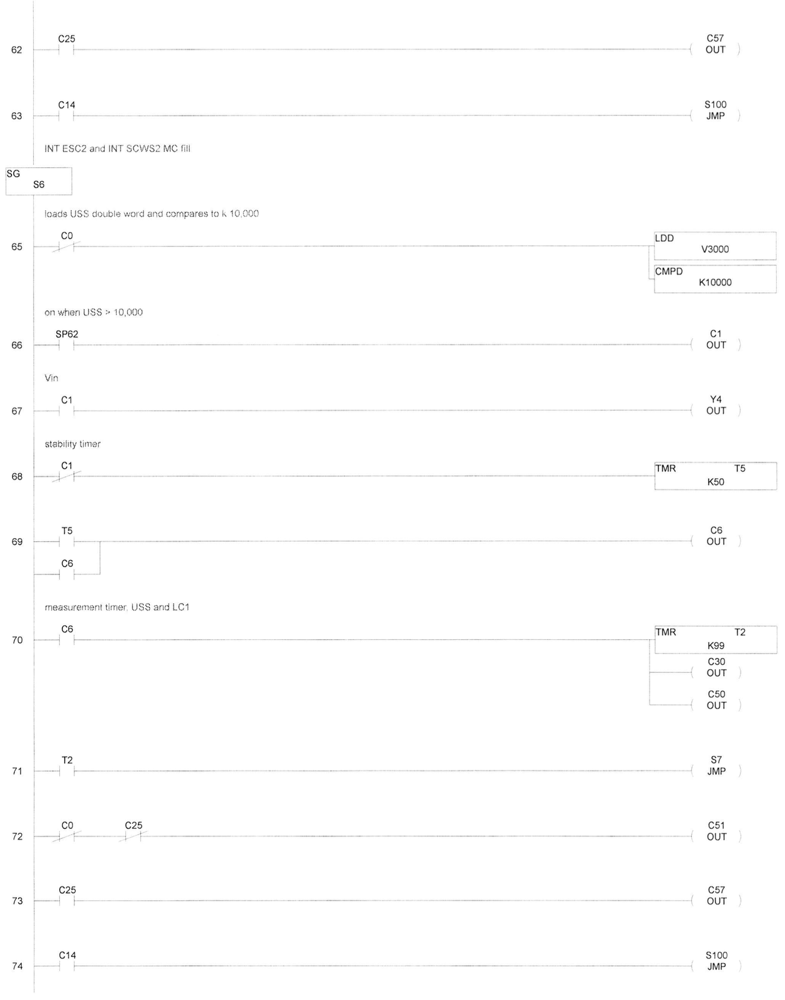 C25
C57
62
OUT
C14
S100
63
JMP
INT ESC2 and INT SCWS2 MC fill
SG
S6
loads USS double word and compares to k 10,000
C0
LDD
65
V3000
CMPD
K10000
on when USS > 10,000
SP62
C1
66
OUT
Vin
C1
Y4
67
OUT
stability timer
C1
TMR T5
68
K50
T5
C6
69
OUT
C6
measurement timer, USS and LC1
C6
TMR T2
70
K99
C30
OUT
C50
OUT
T2
S7
71
JMP
C0 C25
C51
72
OUT
C25
C57
73
OUT
C14
S100
74
JMP